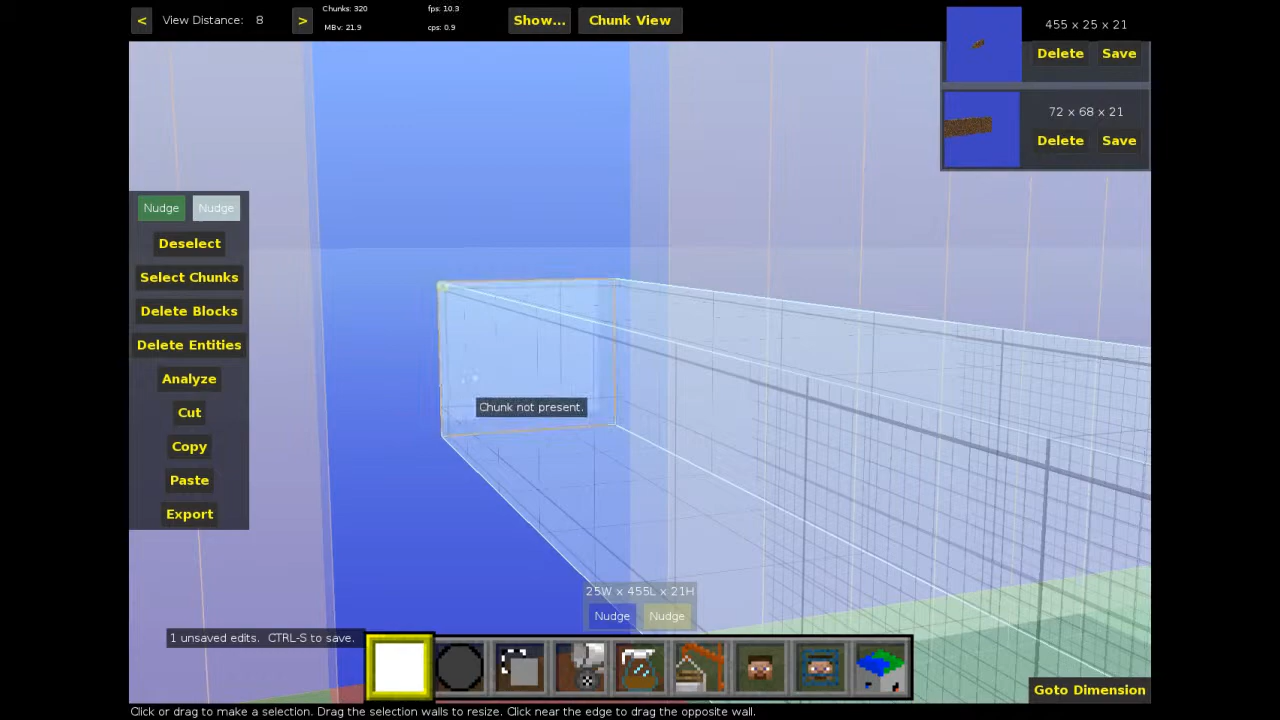 < View Distance: 8 >
Chunks: 320
fps: 10.3
MBv: 21.9
cps: 0.9
Show...
Chunk View
455 x 25 x 21
Delete Save
72 x 68 x 21
Delete Save
Nudge Nudge
Deselect
Select Chunks
Delete Blocks
Delete Entities
Analyze
Cut
Copy
Paste
Export
Chunk not present.
25W x 455L x 21H
Nudge Nudge
1 unsaved edits. CTRL-S to save.
Goto Dimension
Click or drag to make a selection. Drag the selection walls to resize. Click near the edge to drag the opposite wall.